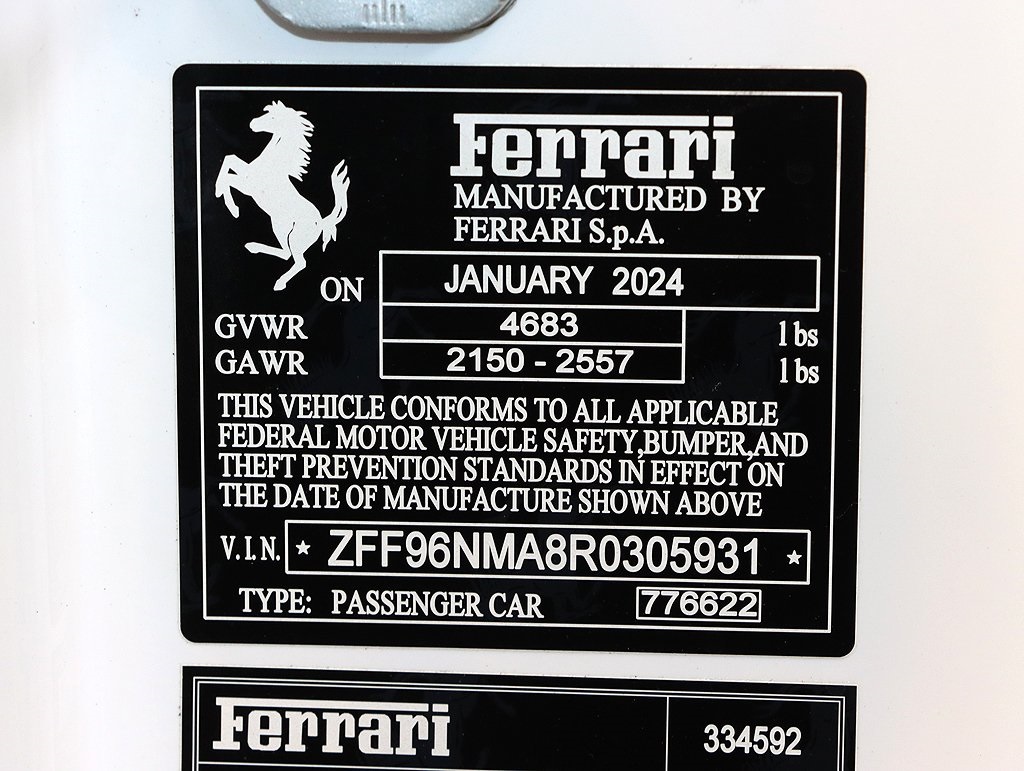 Ferrari
MANUFACTURED BY
FERRARI S.p.A.
ON JANUARY 2024
GVWR 4683 lbs
GAWR 2150 - 2557 lbs
THIS VEHICLE CONFORMS TO ALL APPLICABLE
FEDERAL MOTOR VEHICLE SAFETY,BUMPER,AND
THEFT PREVENTION STANDARDS IN EFFECT ON
THE DATE OF MANUFACTURE SHOWN ABOVE
V.I.N. ★ ZFF96NMA8R0305931 ★
TYPE: PASSENGER CAR 776622
Ferrari 334592